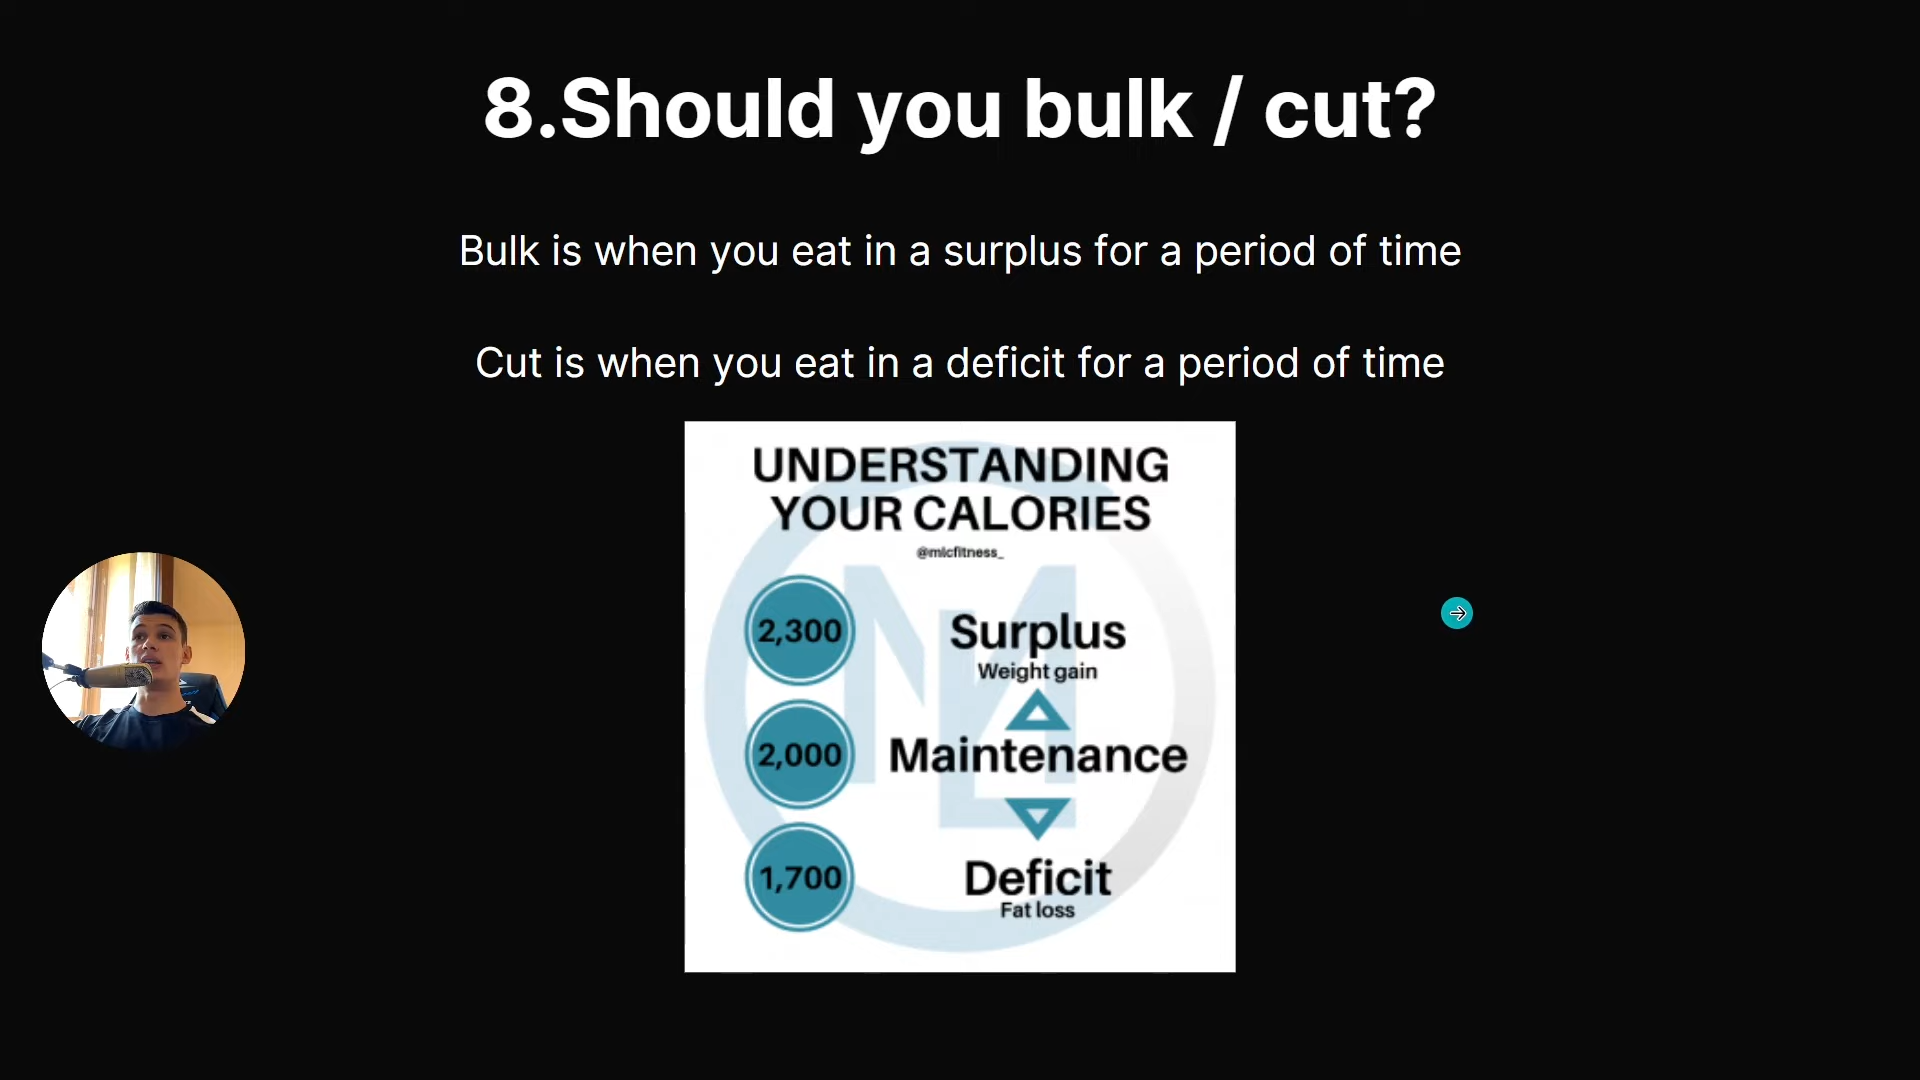 8.Should you bulk / cut?
Bulk is when you eat in a surplus for a period of time
Cut is when you eat in a deficit for a period of time
UNDERSTANDING
YOUR CALORIES
@mlcfitness_
2,300
Surplus
Weight gain
2,000
Maintenance
1,700
Deficit
Fat loss